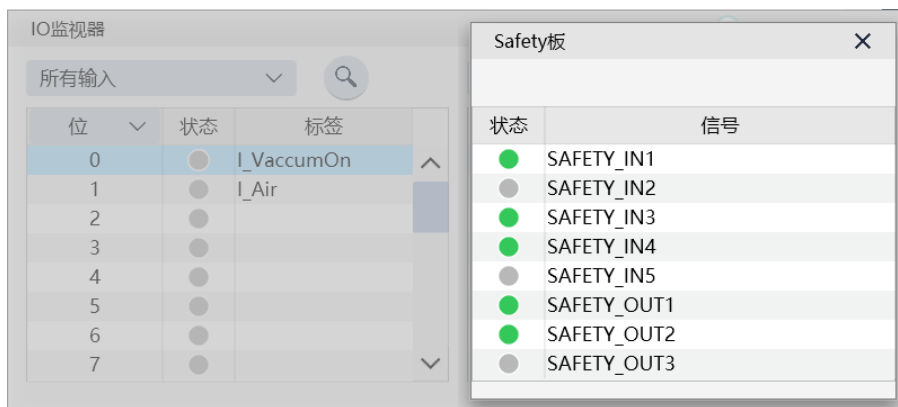 IO监视器
所有输入
位 状态 标签
0 I_VaccumOn
1 I_Air
2
3
4
5
6
7
Safety板
状态 信号
SAFETY_IN1
SAFETY_IN2
SAFETY_IN3
SAFETY_IN4
SAFETY_IN5
SAFETY_OUT1
SAFETY_OUT2
SAFETY_OUT3